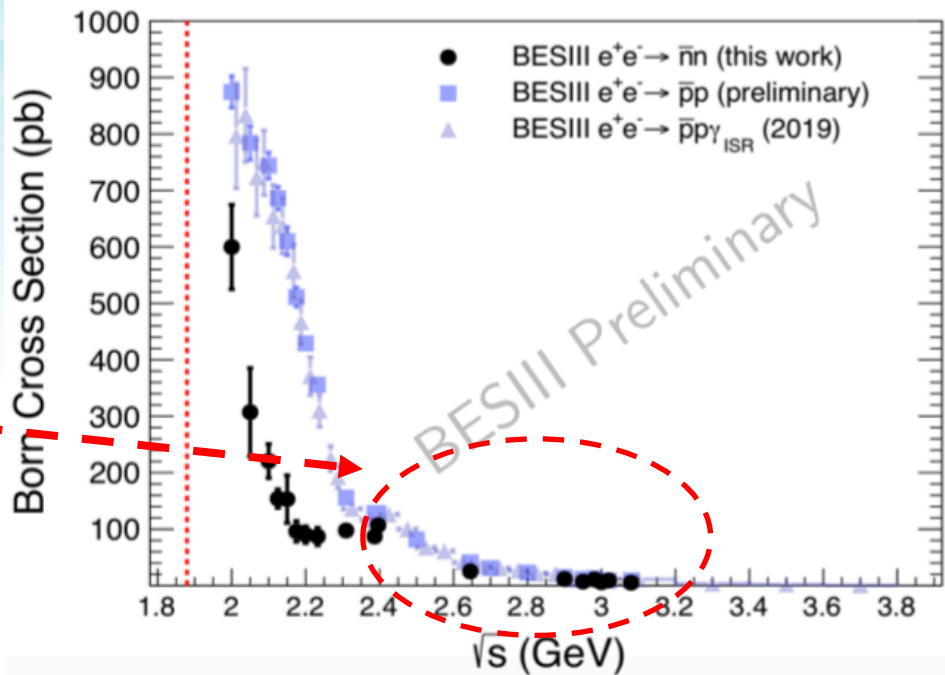 1000
900
800
700
600
500
400
300
200
100
Born Cross Section (pb)
BESIII e⁺e⁻→ p̄n (this work)
BESIII e⁺e⁻→ p̄p (preliminary)
BESIII e⁺e⁻→ p̄pγ_ISR (2019)
BESIII Preliminary
1.8 2 2.2 2.4 2.6 2.8 3.0 3.2 3.4 3.6 3.8
√s (GeV)